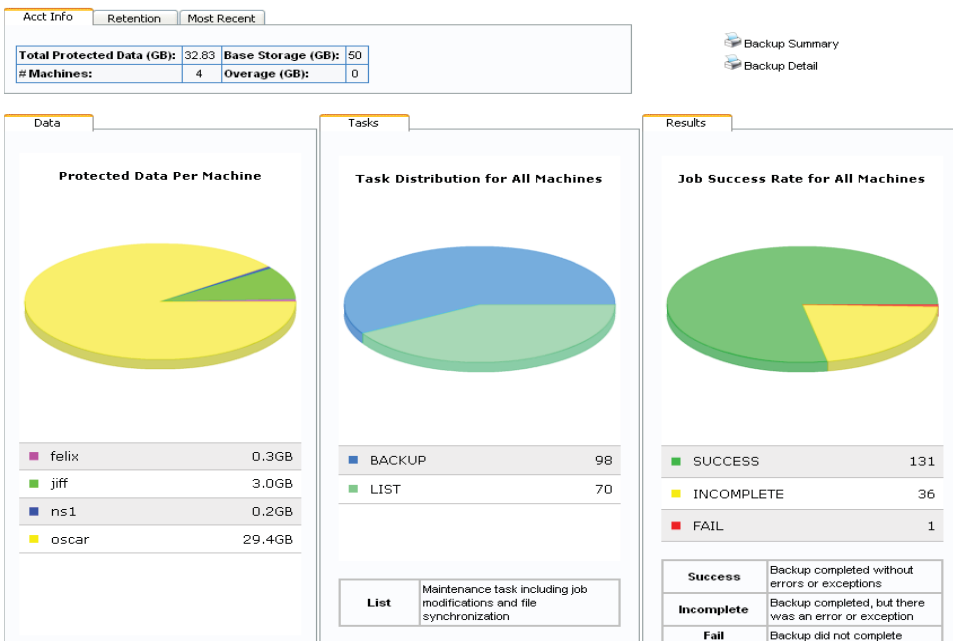 Acct Info Retention Most Recent
Total Protected Data (GB): 32.83 Base Storage (GB): 50
# Machines: 4 Overage (GB): 0
Backup Summary
Backup Detail
Data
Protected Data Per Machine
felix 0.3GB
jiff 3.0GB
ns1 0.2GB
oscar 29.4GB
Tasks
Task Distribution for All Machines
BACKUP 98
LIST 70
List
Maintenance task including job
modifications and file
synchronization
Results
Job Success Rate for All Machines
SUCCESS 131
INCOMPLETE 36
FAIL 1
Success
Backup completed without
errors or exceptions
Incomplete
Backup completed, but there
was an error or exception
Fail
Backup did not complete